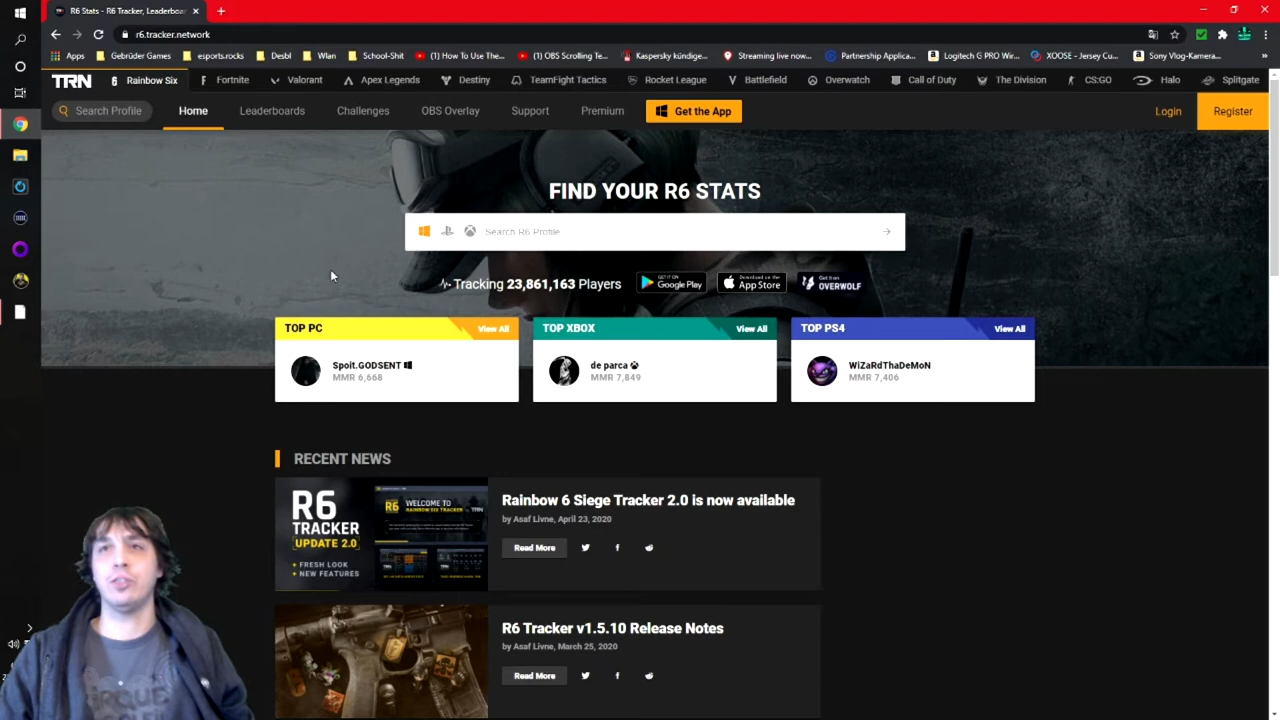 R6 Stats - R6 Tracker, Leaderboar
r6.tracker.network
Apps
Gebrüder Games
esports.rocks
Desbl
Wlan
School-Shit
(1) How To Use The...
(1) OBS Scrolling Te...
Kaspersky kündige...
Streaming live now...
Partnership Applica...
Logitech G PRO Wir...
XOOSE - Jersey Cu...
Sony Vlog-Kamera...
TRN
Rainbow Six
Fortnite
Valorant
Apex Legends
Destiny
TeamFight Tactics
Rocket League
Battlefield
Overwatch
Call of Duty
The Division
CS:GO
Halo
Splitgate
Search Profile
Home
Leaderboards
Challenges
OBS Overlay
Support
Premium
Get the App
Login
Register
FIND YOUR R6 STATS
Search R6 Profile
Tracking 23,861,163 Players
GET IT ON
Google Play
Download on the
App Store
Get it on
OVERWOLF
TOP PC
View All
Spoit.GODSENT
MMR 6,668
TOP XBOX
View All
de parca
MMR 7,849
TOP PS4
View All
WiZaRdThaDeMoN
MMR 7,406
RECENT NEWS
R6
TRACKER
UPDATE 2.0
+ FRESH LOOK
+ NEW FEATURES
WELCOME TO
RAINBOW SIX TRACKER
Rainbow 6 Siege Tracker 2.0 is now available
by Asaf Livne, April 23, 2020
Read More
R6 Tracker v1.5.10 Release Notes
by Asaf Livne, March 25, 2020
Read More